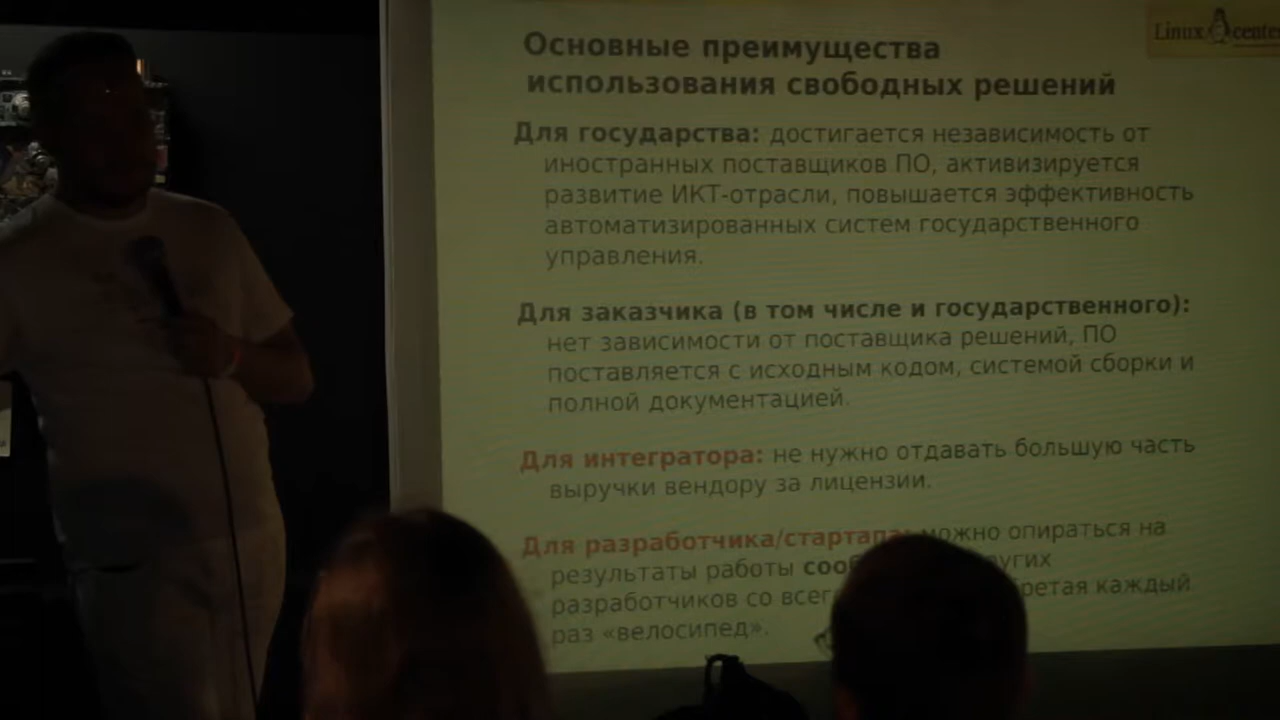 Linux center
Основные преимущества
использования свободных решений
Для государства: достигается независимость от
иностранных поставщиков ПО, активизируется
развитие ИКТ-отрасли, повышается эффективность
автоматизированных систем государственного
управления.
Для заказчика (в том числе и государственного):
нет зависимости от поставщика решений, ПО
поставляется с исходным кодом, системой сборки и
полной документацией.
Для интегратора: не нужно отдавать большую часть
выручки вендору за лицензии.
Для разработчика/стартапа: можно опираться на
результаты работы
разработчиков со каждый
раз «велосипед».